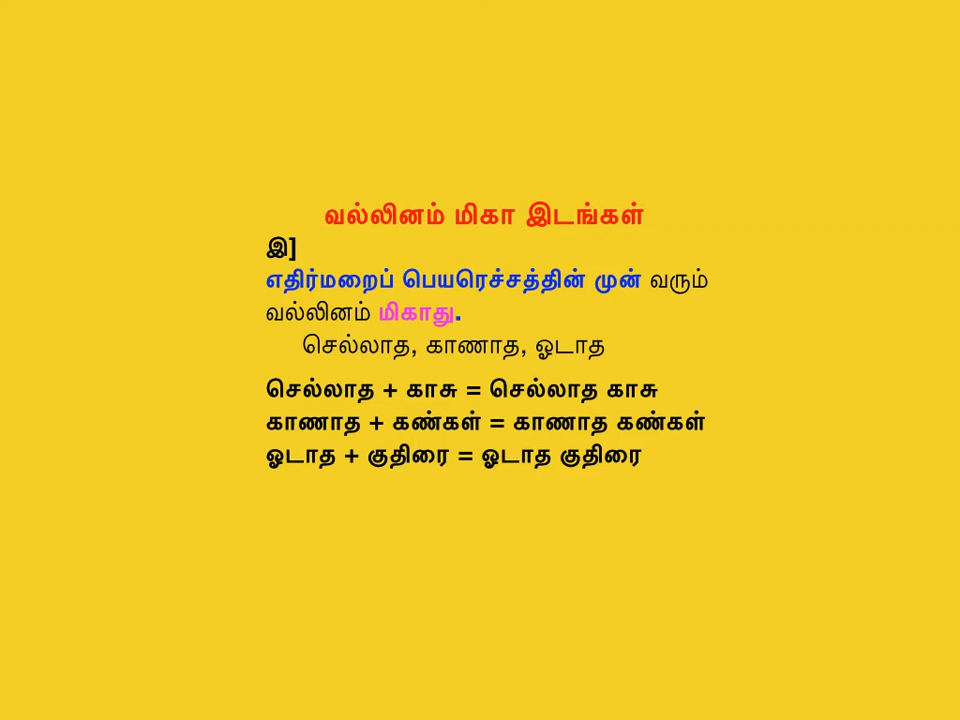 வல்லினம் மிகா இடங்கள்
இ]
எதிர்மறைப் பெயரெச்சத்தின் முன் வரும்
வல்லினம் மிகாது.
செல்லாத, காணாத, ஓடாத
செல்லாத + காசு = செல்லாத காசு
காணாத + கண்கள் = காணாத கண்கள்
ஓடாத + குதிரை = ஓடாத குதிரை